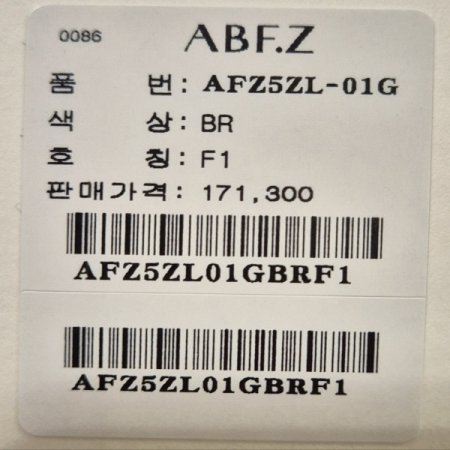 0086 ABF.Z
품 번: AFZ5ZL-01G
색 상: BR
호 칭: F1
판매가격: 171,300
AFZ5ZL01GBRF1
AFZ5ZL01GBRF1